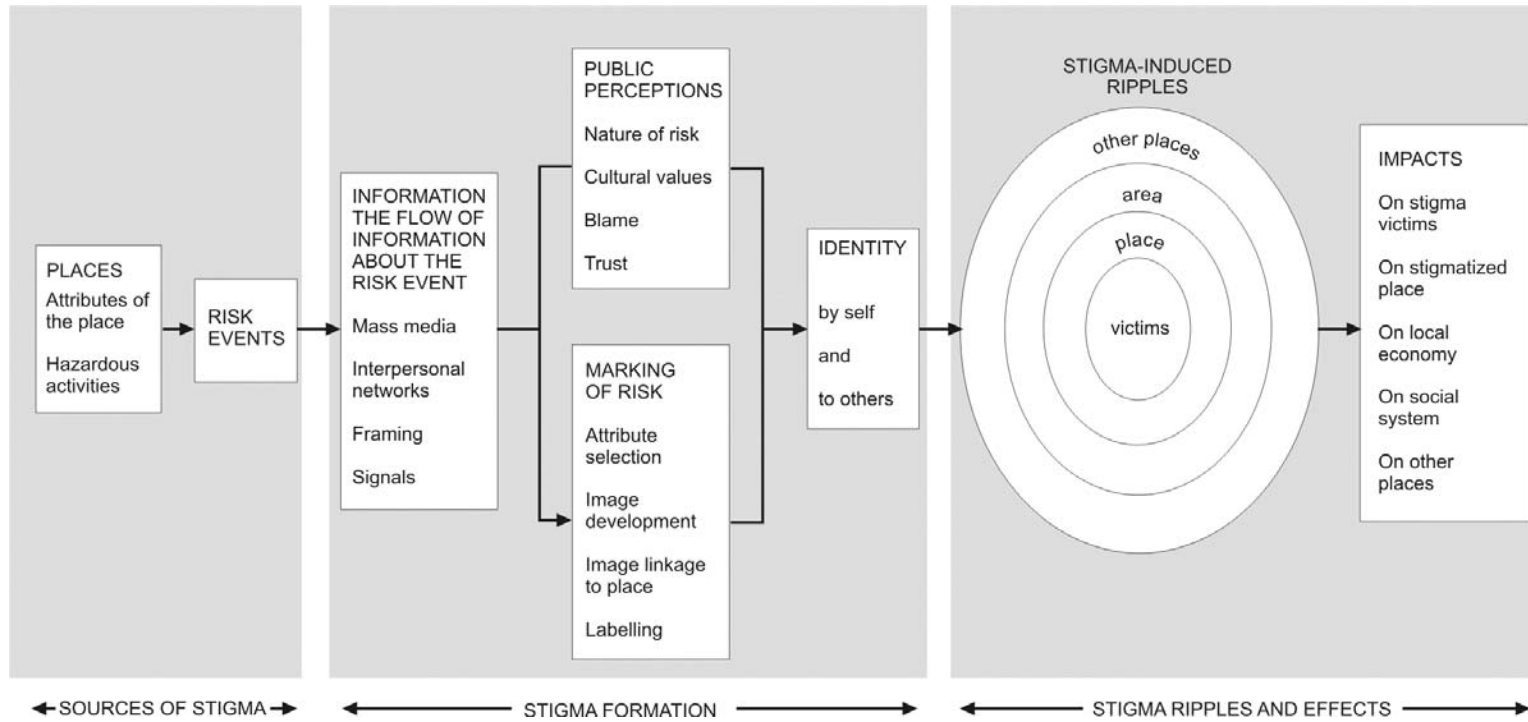 PLACES
Attributes of
the place
Hazardous
activities
RISK
EVENTS
INFORMATION
THE FLOW OF
INFORMATION
ABOUT THE
RISK EVENT
Mass media
Interpersonal
networks
Framing
Signals
PUBLIC
PERCEPTIONS
Nature of risk
Cultural values
Blame
Trust
MARKING
OF RISK
Attribute
selection
Image
development
Image linkage
to place
Labelling
IDENTITY
by self
and
to others
STIGMA-INDUCED
RIPPLES
other places
area
place
victims
IMPACTS
On stigma
victims
On stigmatized
place
On local
economy
On social
system
On other
places
SOURCES OF STIGMA
STIGMA FORMATION
STIGMA RIPPLES AND EFFECTS